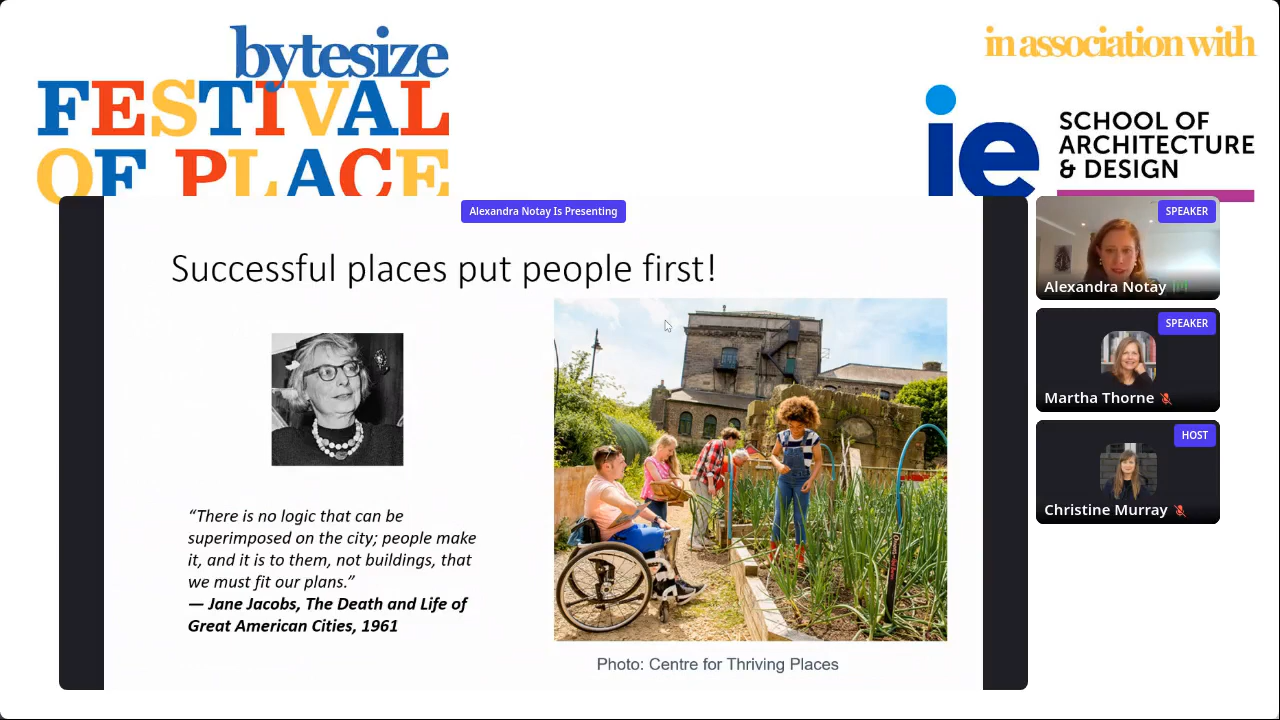 bytesize
FESTIVAL
OF PLACE
in association with
ie
SCHOOL OF
ARCHITECTURE
& DESIGN
Alexandra Notay Is Presenting
Successful places put people first!
“There is no logic that can be
superimposed on the city; people make
it, and it is to them, not buildings, that
we must fit our plans.”
— Jane Jacobs, The Death and Life of
Great American Cities, 1961
Photo: Centre for Thriving Places
SPEAKER
Alexandra Notay
SPEAKER
Martha Thorne
HOST
Christine Murray